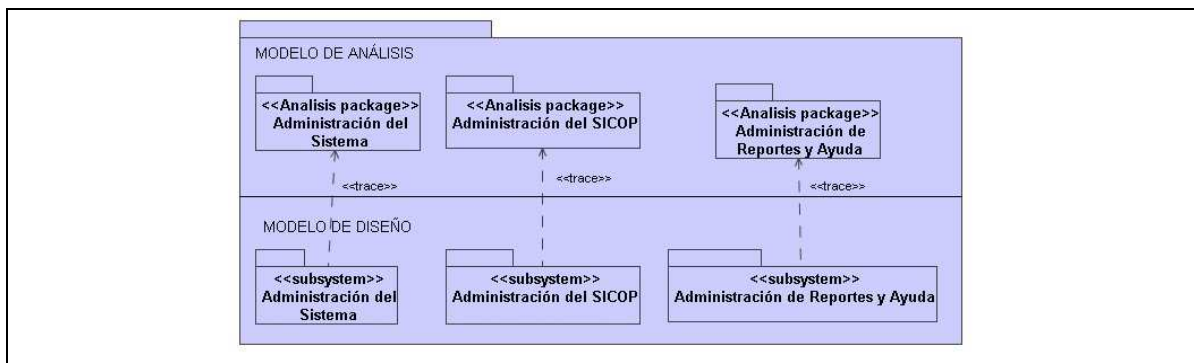 MODELO DE ANÁLISIS
<<Analisis package>>
Administración del
Sistema
<<Analisis package>>
Administración del SICOP
<<Analisis package>>
Administración de
Reportes y Ayuda
<<trace>>
<<trace>>
<<trace>>
MODELO DE DISEÑO
<<subsystem>>
Administración del
Sistema
<<subsystem>>
Administración del SICOP
<<subsystem>>
Administración de Reportes y Ayuda